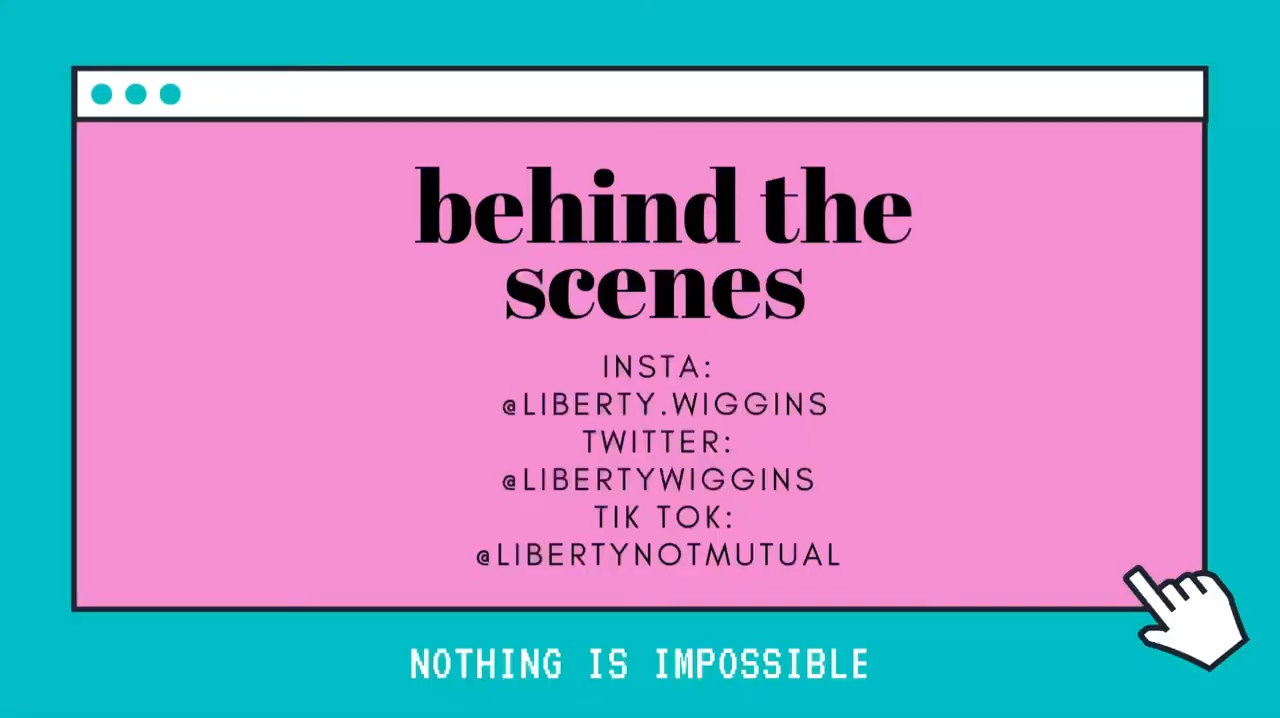 behind the
scenes
INSTA:
@LIBERTY.WIGGINS
TWITTER:
@LIBERTYWIGGINS
TIK TOK:
@LIBERTYNOTMUTUAL
NOTHING IS IMPOSSIBLE